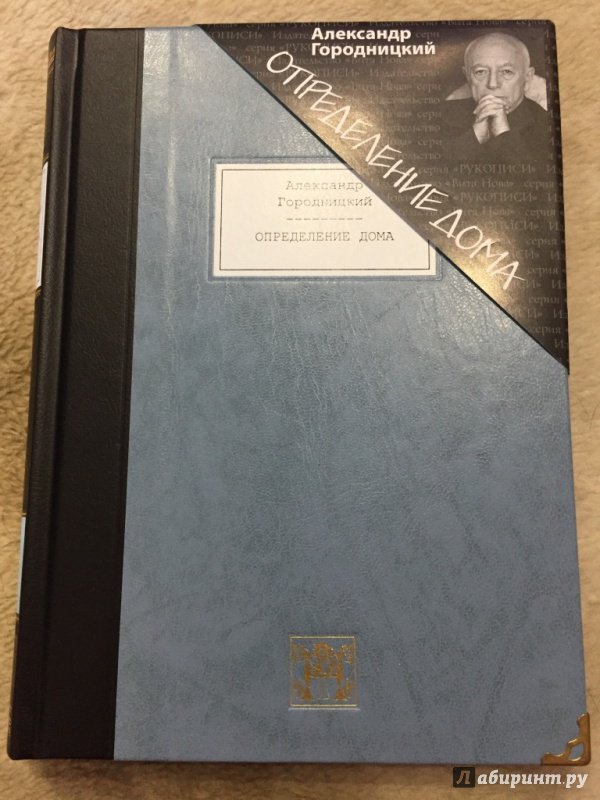 Александр
Городницкий
ОПРЕДЕЛЕНИЕ ДОМА
Александр
Городницкий
---------
ОПРЕДЕЛЕНИЕ ДОМА
Лабиринт.ру